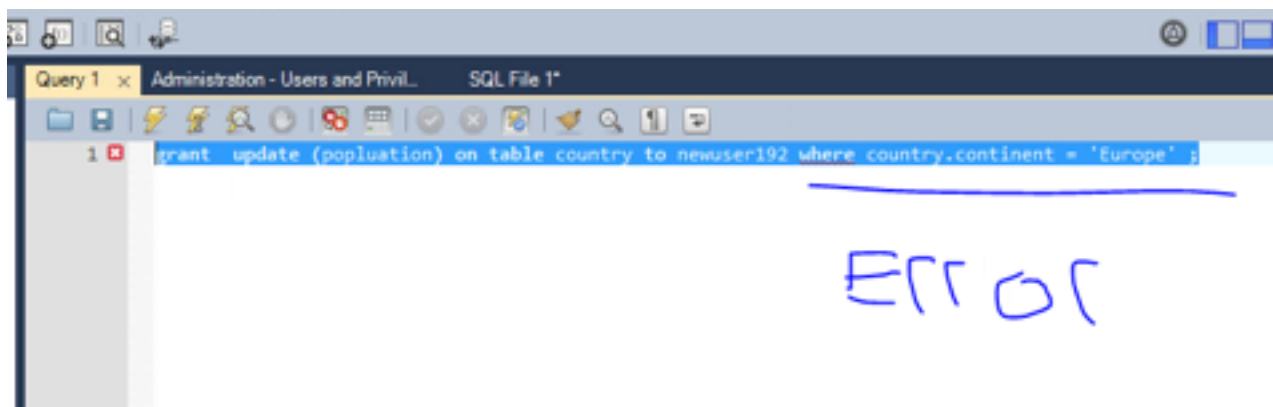 Query 1 × Administration - Users and Privil... SQL File 1*
1 grant update (popluation) on table country to newuser192 where country.continent = 'Europe' ;
Error